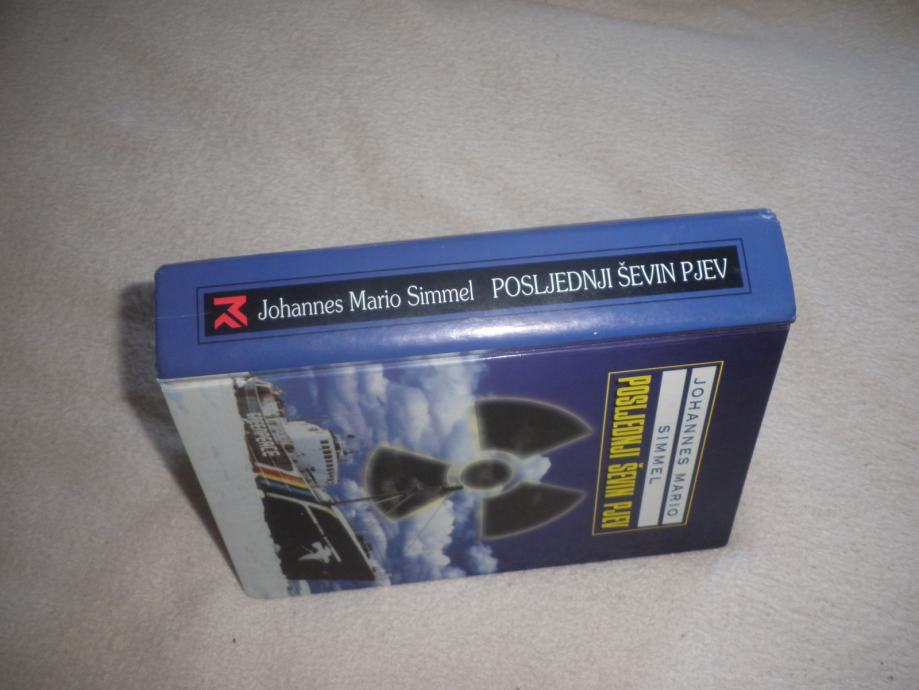 Johannes Mario Simmel POSLJEDNJI ŠEVIN PJEV
JOHANNES MARIO
SIMMEL
POSLJEDNJI ŠEVIN PJEV